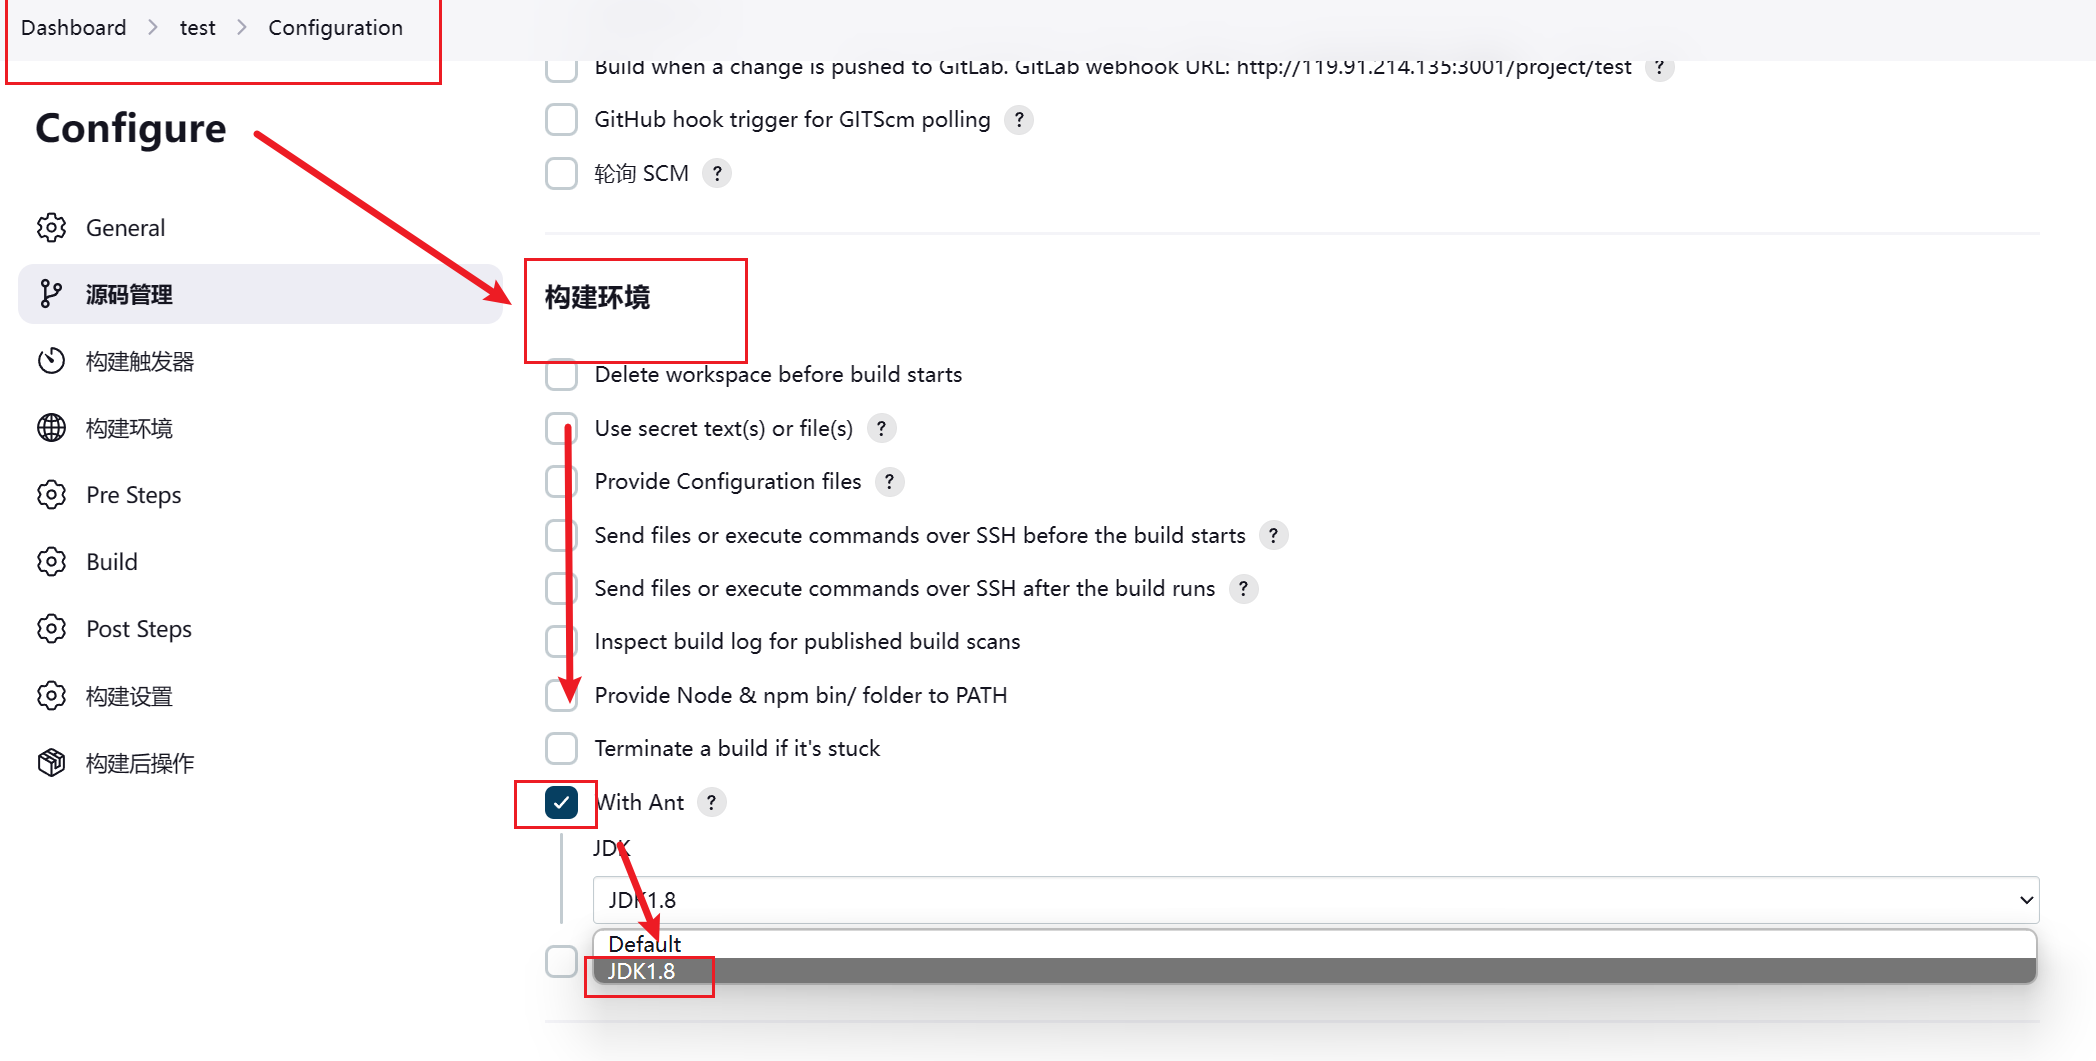 Dashboard > test > Configuration
Build when a change is pushed to GitLab. GitLab webhook URL: http://119.91.214.135:3001/project/test ?
Configure
GitHub hook trigger for GITScm polling ?
轮询 SCM ?
General
源码管理
构建触发器
构建环境
Pre Steps
Build
Post Steps
构建设置
构建后操作
构建环境
Delete workspace before build starts
Use secret text(s) or file(s) ?
Provide Configuration files ?
Send files or execute commands over SSH before the build starts ?
Send files or execute commands over SSH after the build runs ?
Inspect build log for published build scans
Provide Node & npm bin/ folder to PATH
Terminate a build if it's stuck
With Ant ?
JDK
JDK1.8
Default
JDK1.8